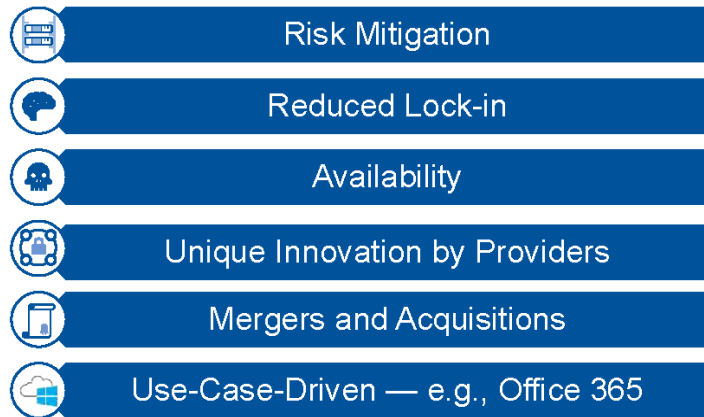 Risk Mitigation
Reduced Lock-in
Availability
Unique Innovation by Providers
Mergers and Acquisitions
Use-Case-Driven — e.g., Office 365